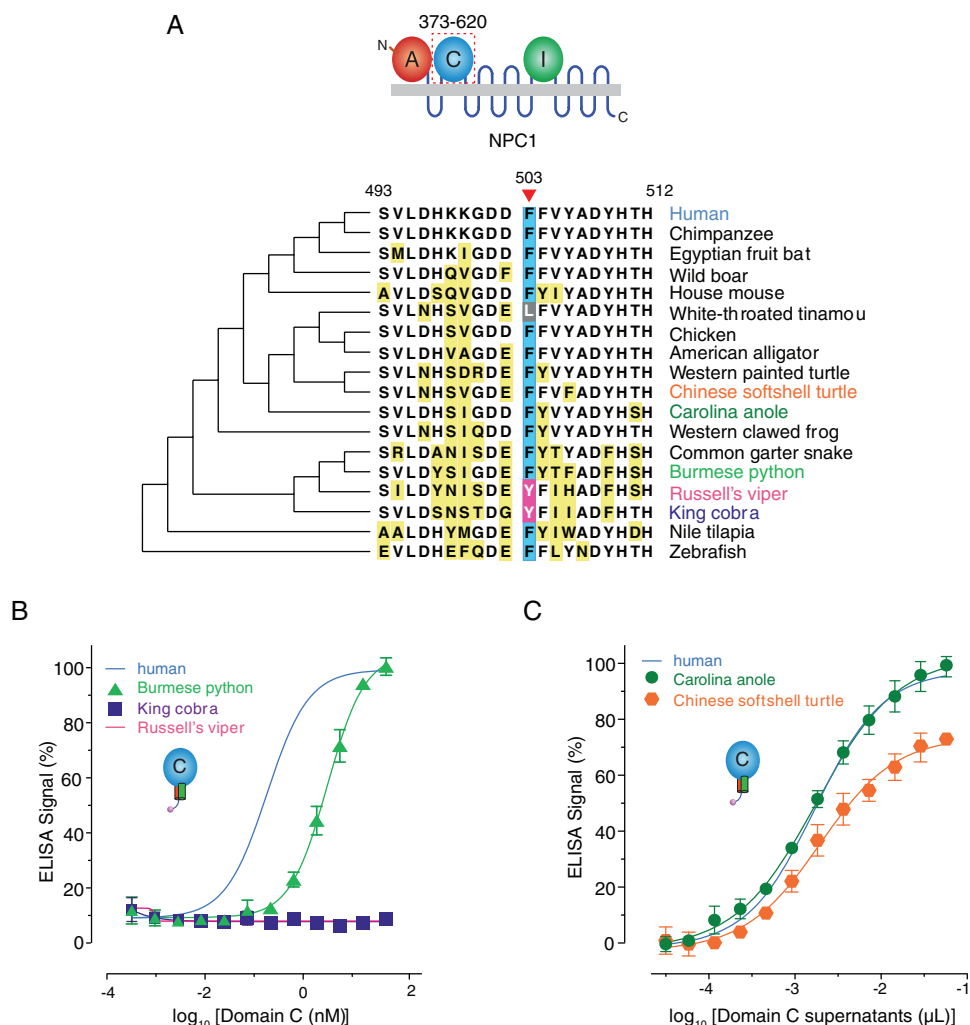 A
373-620
N
A
C
I
C
NPC1
493
503
512
SVLDHKKGDDFFVYADYHTH Human
SVLDHKKGDDFFVYADYHTH Chimpanzee
SMLDHKIGDDFFVYADYHTH Egyptian fruit bat
SVLDHQVGDFFFVYADYHTH Wild boar
AVLDSQVGDDFYIYADYHTH House mouse
SVLNHSVGDELFVYADYHTH White-throated tinamou
SVLDHSVGDDFFVYADYHTH Chicken
SVLDHVAGDEFFVYADYHTH American alligator
SVLNHSDRDEFYVYADYHTH Western painted turtle
SVLNHSVGDEFFVFADYHTH Chinese softshell turtle
SVLDHSIGDDFYVYADYHSH Carolina anole
SVLNHSIQDDFYVYADYHTH Western clawed frog
SRLDANISDEFYTYADFHSH Common garter snake
SVLDYSIGDEFYTFADFHSH Burmese python
SILDYNISDEYFIHADFHSH Russell's viper
SVLDSNSTDGYFIIADFHTH King cobra
AALDHYMGDEFYIWADYHDH Nile tilapia
EVLDHEFQDEFFLYNDYHTH Zebrafish
B
ELISA Signal (%)
100
80
60
40
20
0
human
Burmese python
King cobra
Russell's viper
C
-4
-2
0
2
log10 [Domain C (nM)]
C
ELISA Signal (%)
100
80
60
40
20
0
human
Carolina anole
Chinese softshell turtle
C
-4
-3
-2
-1
log10 [Domain C supernatants (µL)]